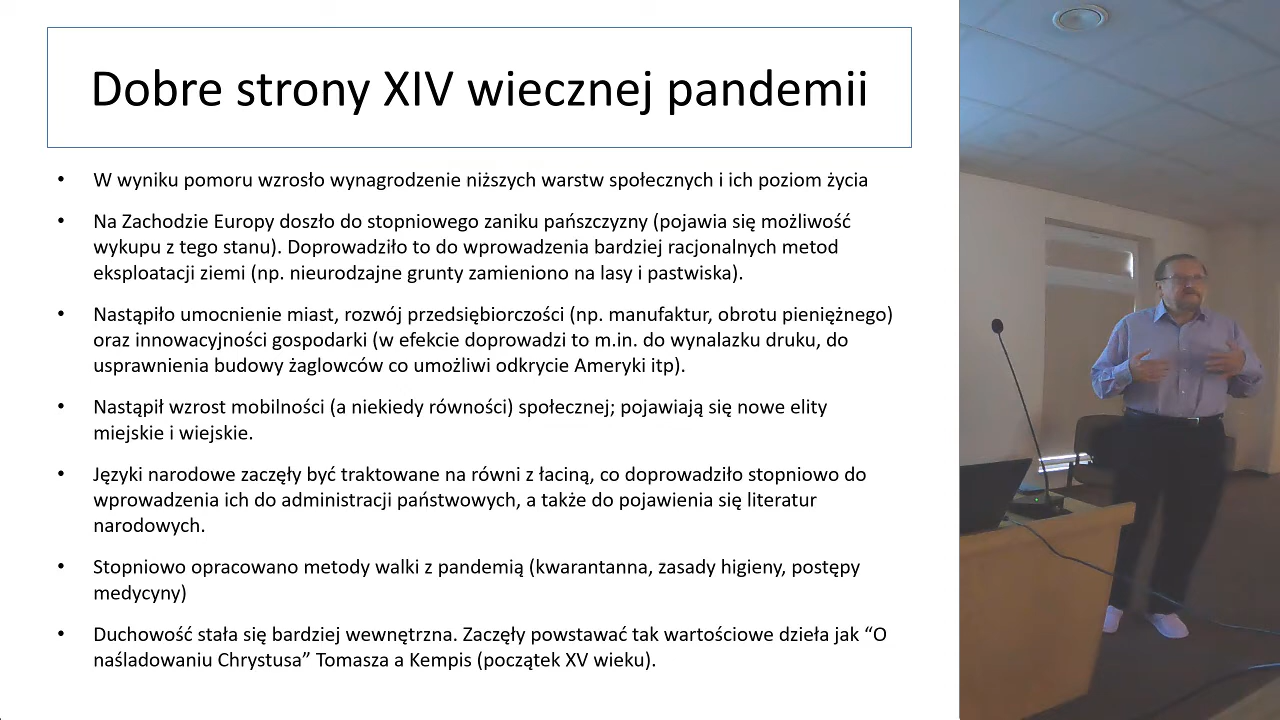 Dobre strony XIV wiecznej pandemii
• W wyniku pomoru wzrosło wynagrodzenie niższych warstw społecznych i ich poziom życia
• Na Zachodzie Europy doszło do stopniowego zaniku pańszczyzny (pojawia się możliwość
wykupu z tego stanu). Doprowadziło to do wprowadzenia bardziej racjonalnych metod
eksploatacji ziemi (np. nieurodzajne grunty zamieniono na lasy i pastwiska).
• Nastąpiło umocnienie miast, rozwój przedsiębiorczości (np. manufaktur, obrotu pieniężnego)
oraz innowacyjności gospodarki (w efekcie doprowadzi to m.in. do wynalazku druku, do
usprawnienia budowy żaglowców co umożliwi odkrycie Ameryki itp).
• Nastąpił wzrost mobilności (a niekiedy równości) społecznej; pojawiają się nowe elity
miejskie i wiejskie.
• Języki narodowe zaczęły być traktowane na równi z łaciną, co doprowadziło stopniowo do
wprowadzenia ich do administracji państwowych, a także do pojawienia się literatur
narodowych.
• Stopniowo opracowano metody walki z pandemią (kwarantanna, zasady higieny, postępy
medycyny)
• Duchowość stała się bardziej wewnętrzna. Zaczęły powstawać tak wartościowe dzieła jak “O
naśladowaniu Chrystusa” Tomasza a Kempis (początek XV wieku).